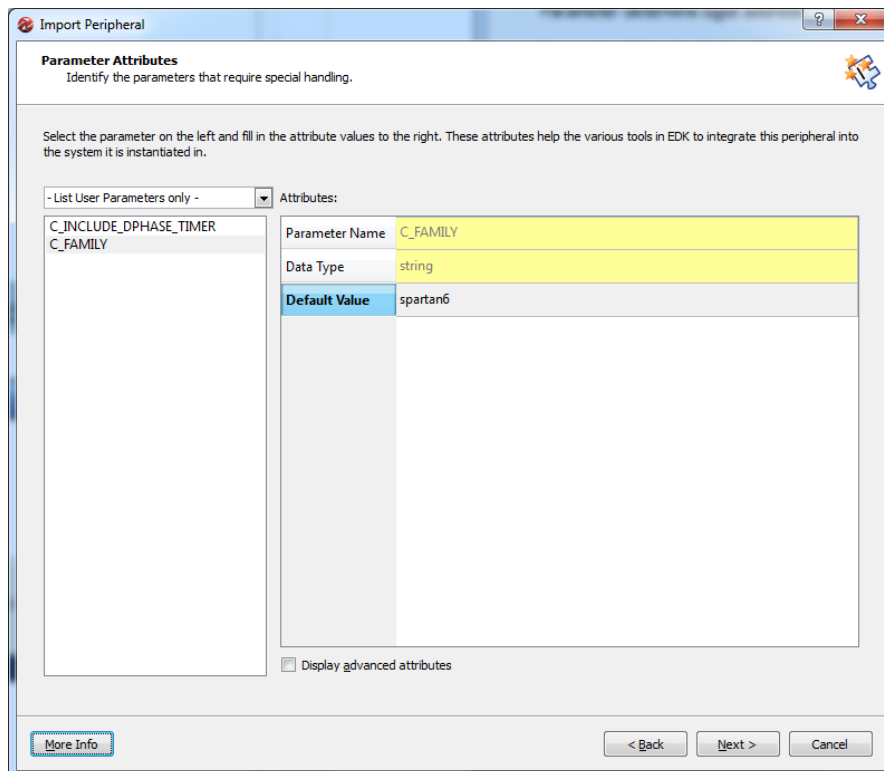 Import Peripheral
Parameter Attributes
Identify the parameters that require special handling.
Select the parameter on the left and fill in the attribute values to the right. These attributes help the various tools in EDK to integrate this peripheral into
the system it is instantiated in.
- List User Parameters only -
Attributes:
C_INCLUDE_DPHASE_TIMER
C_FAMILY
Parameter Name C_FAMILY
Data Type string
Default Value spartan6
Display advanced attributes
More Info
< Back
Next >
Cancel